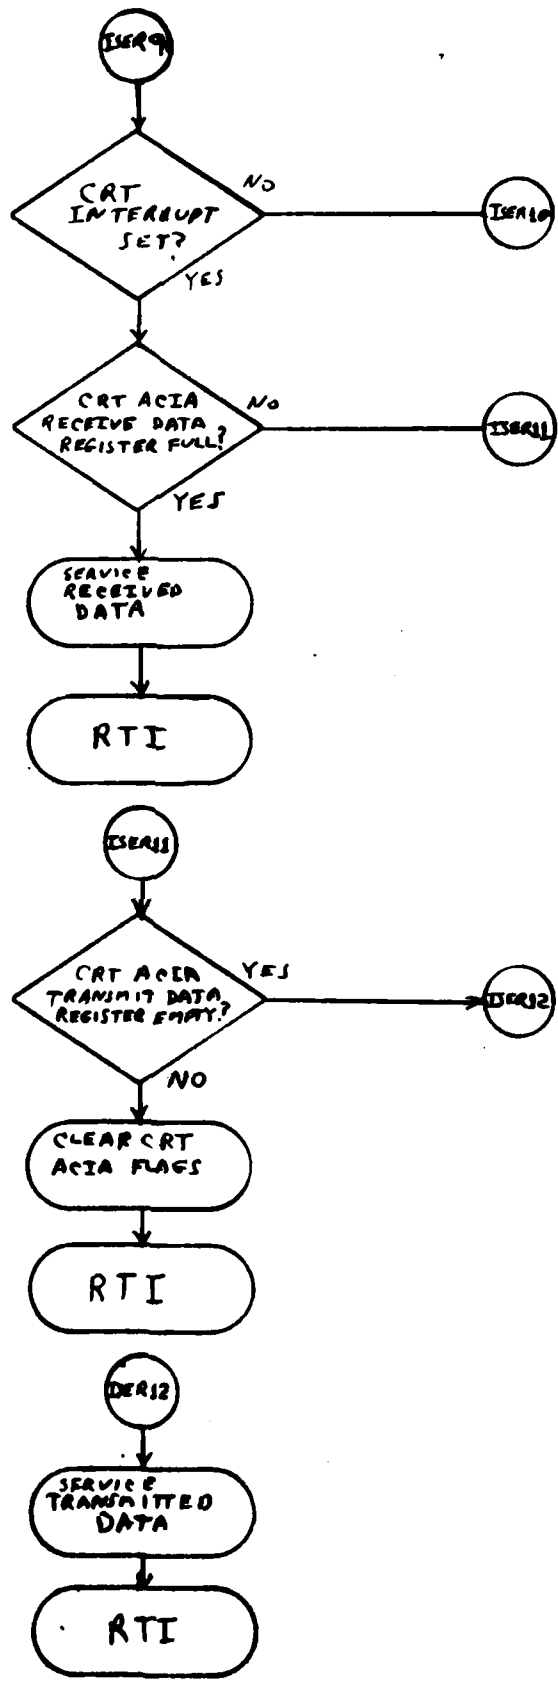 ISER9
CRT
INTERRUPT
SET?
NO
ISER10
YES
CRT ACIA
RECEIVE DATA
REGISTER FULL?
NO
ISER11
YES
SERVICE
RECEIVED
DATA
RTI
ISER11
CRT ACIA
TRANSMIT DATA
REGISTER EMPTY?
YES
ISER12
NO
CLEAR CRT
ACIA FLAGS
RTI
ISER12
SERVICE
TRANSMITTED
DATA
RTI